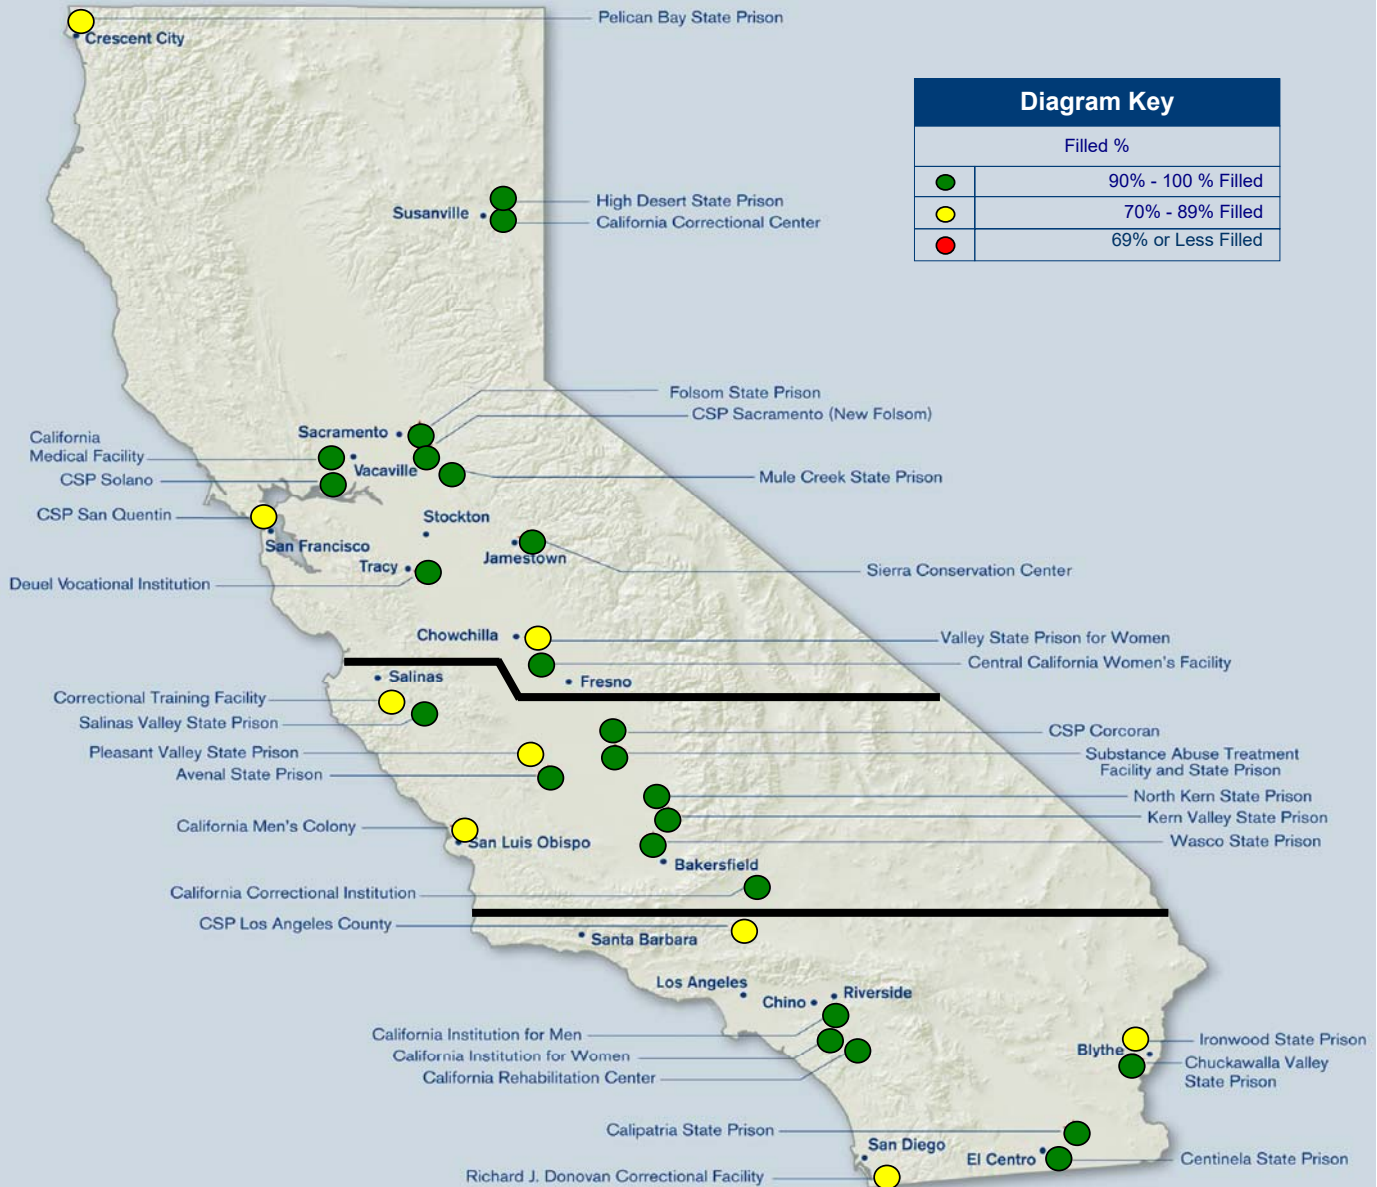 Pelican Bay State Prison
Crescent City
Diagram Key
Filled %
90% - 100 % Filled
70% - 89% Filled
69% or Less Filled
High Desert State Prison
Susanville
California Correctional Center
Folsom State Prison
CSP Sacramento (New Folsom)
Sacramento
California
Medical Facility
Vacaville
CSP Solano
Mule Creek State Prison
CSP San Quentin
Stockton
San Francisco
Jamestown
Tracy
Sierra Conservation Center
Deuel Vocational Institution
Chowchilla
Valley State Prison for Women
Central California Women's Facility
Salinas
Fresno
Correctional Training Facility
Salinas Valley State Prison
CSP Corcoran
Pleasant Valley State Prison
Substance Abuse Treatment
Facility and State Prison
Avenal State Prison
North Kern State Prison
Kern Valley State Prison
California Men's Colony
San Luis Obispo
Wasco State Prison
Bakersfield
California Correctional Institution
CSP Los Angeles County
Santa Barbara
Los Angeles
Chino
Riverside
California Institution for Men
California Institution for Women
California Rehabilitation Center
Ironwood State Prison
Blythe
Chuckawalla Valley
State Prison
Calipatria State Prison
San Diego
El Centro
Centinela State Prison
Richard J. Donovan Correctional Facility